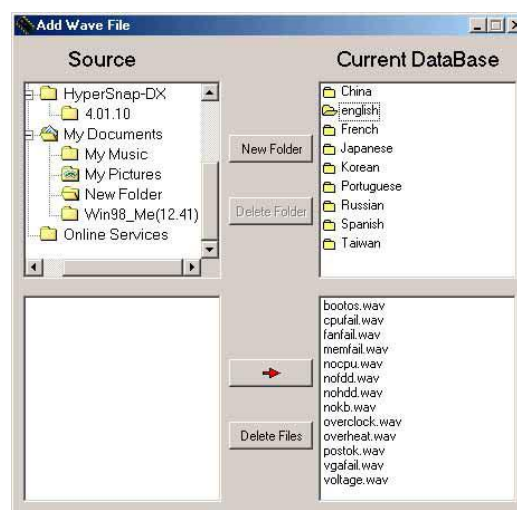 Add Wave File
Source
Current DataBase
HyperSnap-DX
4.01.10
My Documents
My Music
My Pictures
New Folder
Win98_Me(12.41)
Online Services
New Folder
Delete Folder
China
english
French
Japanese
Korean
Portuguese
Russian
Spanish
Taiwan
Delete Files
bootos.wav
cpufail.wav
fanfail.wav
memfail.wav
nocpu.wav
nofdd.wav
nohdd.wav
nokb.wav
overclock.wav
overheat.wav
postok.wav
vgafail.wav
voltage.wav